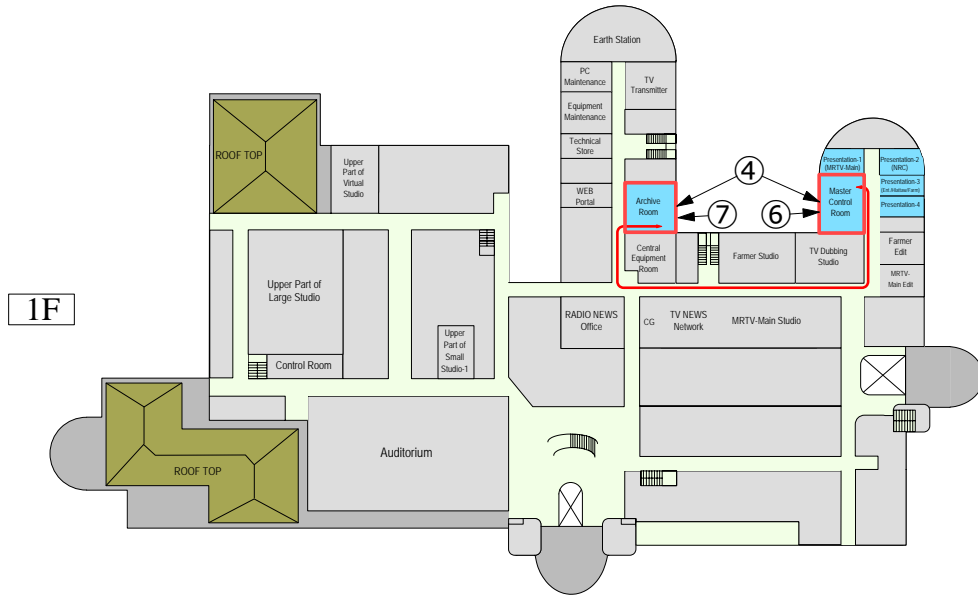 Earth Station
PC
Maintenance
TV
Transmitter
Equipment
Maintenance
Technical
Store
WEB
Portal
ROOF TOP
Upper
Part of
Virtual
Studio
Presentation-1
(MRTV-Main)
Presentation-2
(NRC)
Presentation-3
(Ent./Hluttaw/Farm)
Presentation-4
4
7
6
Archive
Room
Master
Control
Room
Central
Equipment
Room
Farmer Studio
TV Dubbing
Studio
Farmer
Edit
MRTV-
Main Edit
1F
Upper Part of
Large Studio
Control Room
Upper
Part of
Small
Studio-1
RADIO NEWS
Office
CG
TV NEWS
Network
MRTV-Main Studio
Auditorium
ROOF TOP